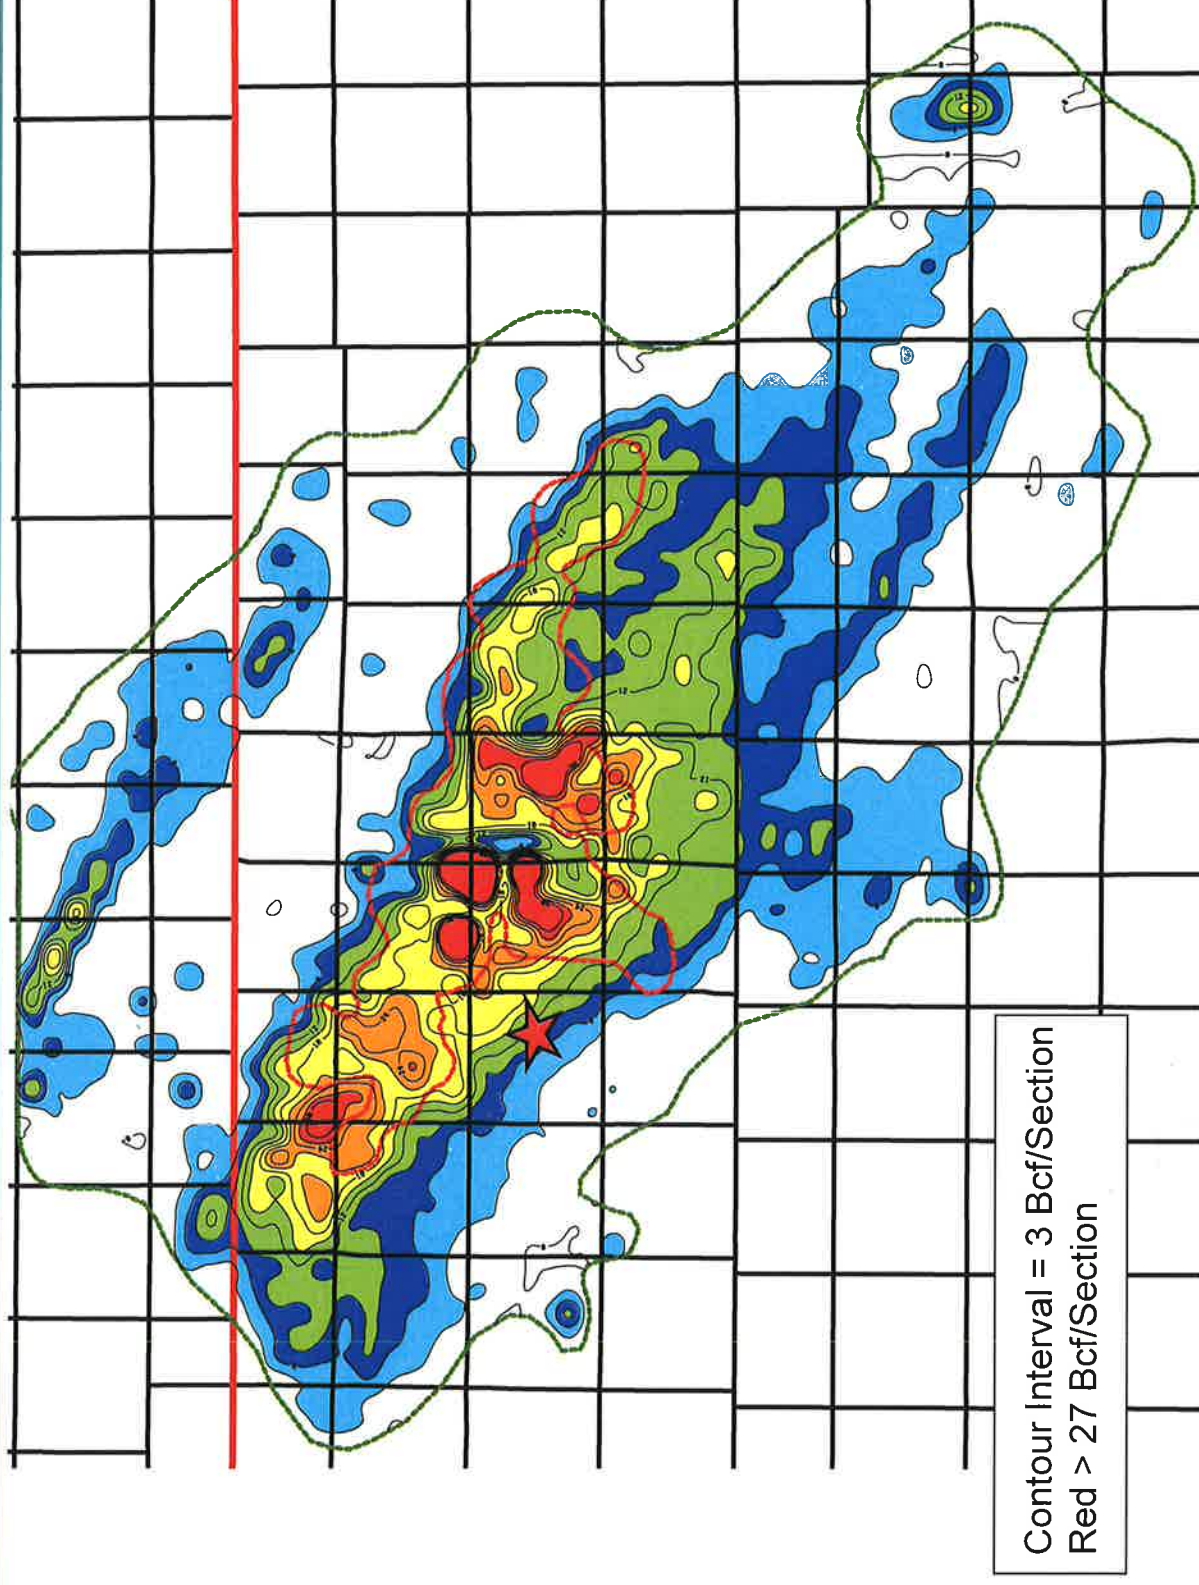 Contour Interval = 3 Bcf/Section
Red > 27 Bcf/Section